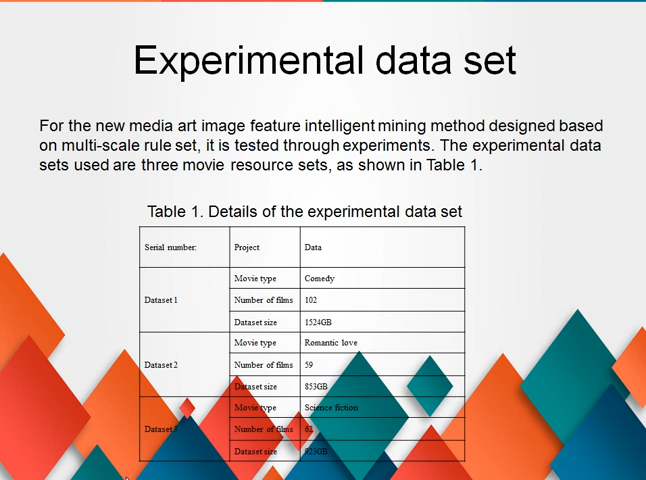 Experimental data set
For the new media art image feature intelligent mining method designed based
on multi-scale rule set, it is tested through experiments. The experimental data
sets used are three movie resource sets, as shown in Table 1.
Table 1. Details of the experimental data set
Serial number: Project Data
Dataset 1
Movie type Comedy
Number of films 102
Dataset size 1524GB
Dataset 2
Movie type Romantic love
Number of films 59
Dataset size 853GB
Dataset 3
Movie type Science fiction
Number of films 62
Dataset size 923GB